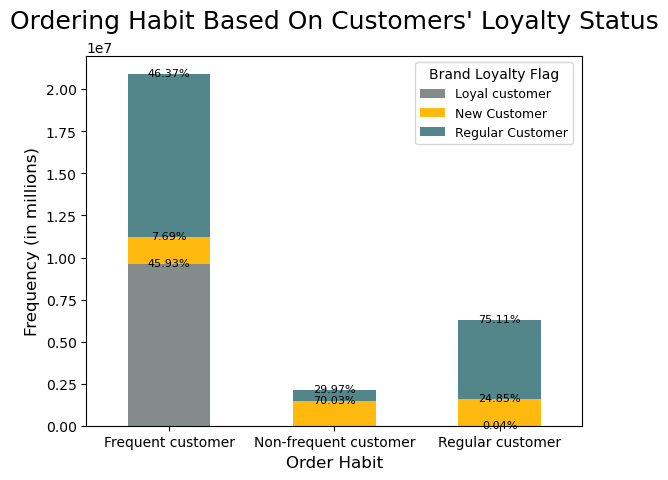 Ordering Habit Based On Customers' Loyalty Status
1e7
2.00
1.75
1.50
1.25
1.00
0.75
0.50
0.25
0.00
Frequency (in millions)
46.37%
7.69%
45.93%
29.97%
70.03%
75.11%
24.85%
0.04%
Brand Loyalty Flag
Loyal customer
New Customer
Regular Customer
Frequent customer
Non-frequent customer
Regular customer
Order Habit